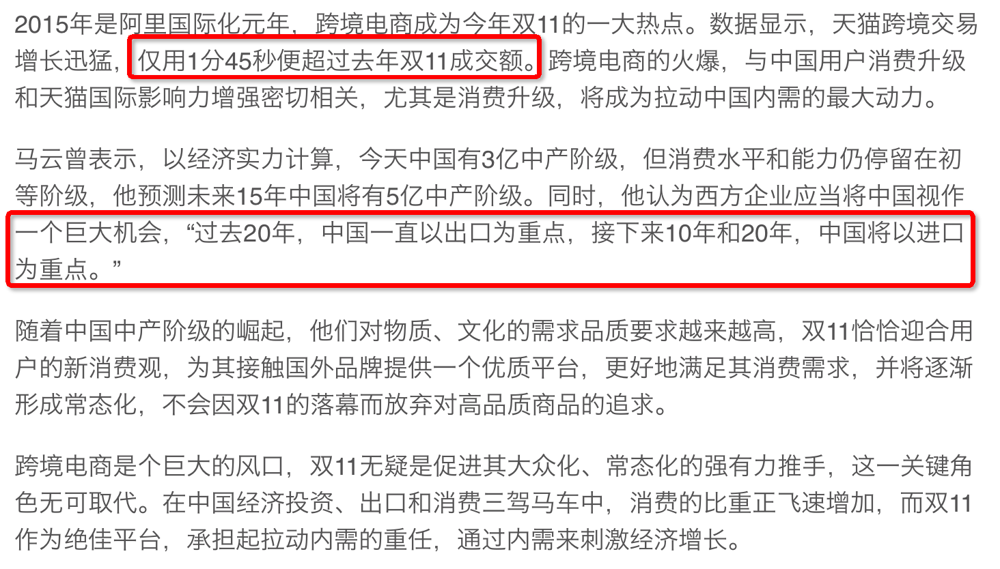 2015年是阿里国际化元年，跨境电商成为今年双11的一大热点。数据显示，天猫跨境交易
增长迅猛，仅用1分45秒便超过去年双11成交额。跨境电商的火爆，与中国用户消费升级
和天猫国际影响力增强密切相关，尤其是消费升级，将成为拉动中国内需的最大动力。
马云曾表示，以经济实力计算，今天中国有3亿中产阶级，但消费水平和能力仍停留在初
等阶级，他预测未来15年中国将有5亿中产阶级。同时，他认为西方企业应当将中国视作
一个巨大机会，“过去20年，中国一直以出口为重点，接下来10年和20年，中国将以进口
为重点。”
随着中国中产阶级的崛起，他们对物质、文化的需求品质要求越来越高，双11恰恰迎合用
户的新消费观，为其接触国外品牌提供一个优质平台，更好地满足其消费需求，并将逐渐
形成常态化，不会因双11的落幕而放弃对高品质商品的追求。
跨境电商是个巨大的风口，双11无疑是促进其大众化、常态化的强有力推手，这一关键角
色无可取代。在中国经济投资、出口和消费三驾马车中，消费的比重正飞速增加，而双11
作为绝佳平台，承担起拉动内需的重任，通过内需来刺激经济增长。